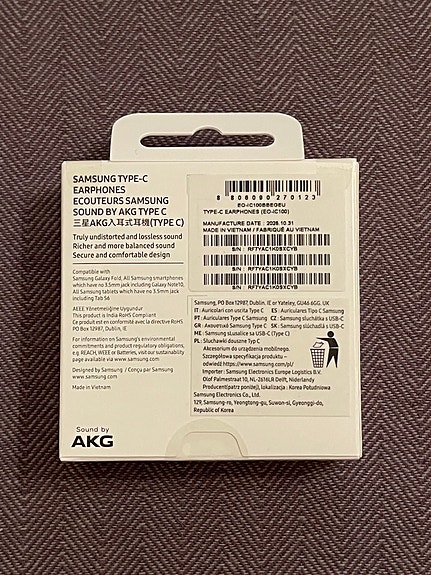 SAMSUNG TYPE-C
EARPHONES
ECOUTEURS SAMSUNG
SOUND BY AKG TYPE C
三星AKG入耳式耳機(TYPE C)
Truly undistorted and lossless sound
Richer and more balanced sound
Secure and comfortable design
Compatible with
Samsung Galaxy Fold, All Samsung smartphones
which have no 3.5mm jack including Galaxy Note10,
All Samsung tablets which have no 3.5mm jack
including Tab S6
AEEE Yönetmeliğine Uygundur
This product is India RoHS Compliant
Ce produit est en conformité avec la directive RoHS
PO Box 12987, Dublin, IE
For information on Samsung's environmental
commitments and product regulatory obligations,
e.g. REACH, WEEE or Batteries, visit our sustainability
page available via www.samsung.com
Designed by Samsung / Conçu par Samsung
www.samsung.com
Made in Vietnam
Sound by
AKG
8 806090 270123
EO-IC100BBEGEU
TYPE-C EARPHONES (EO-IC100)
MANUFACTURE DATE : 2020.10.31
MADE IN VIETNAM / FABRIQUÉ AU VIETNAM
S/N : RF7YAC1K0SXCYB
S/N : RF7YAC1K0SXCYB
S/N : RF7YAC1K0SXCYB
Samsung, PO Box 12987, Dublin. IE or Yateley, GU46 6GG, UK
IT : Auricolari con uscita Type C ES : Auriculares Tipo C Samsung
PT : Auriculares Type C Samsung CZ : Samsung sluchátka s USB-C
GR : Ακουστικά Samsung Type C SK : Samsung slúchadlá s USB-C
ME : Samsung slusalice sa USB-C (Type C)
PL : Słuchawki douszne Typ C
Akcesorium do urządzenia mobilnego.
Szczegółowa specyfikacja produktu –
odwiedź https://www.samsung.com/pl/
Importer : Samsung Electronics Europe Logistics B.V.
Olof Palmestraat 10, NL-2616LR Delft, Niderlandy
Producent(patrz poniżej), lokalizacja : Korea Południowa
Samsung Electronics Co., Ltd.
129, Samsung-ro, Yeongtong-gu, Suwon-si, Gyeonggi-do,
Republic of Korea